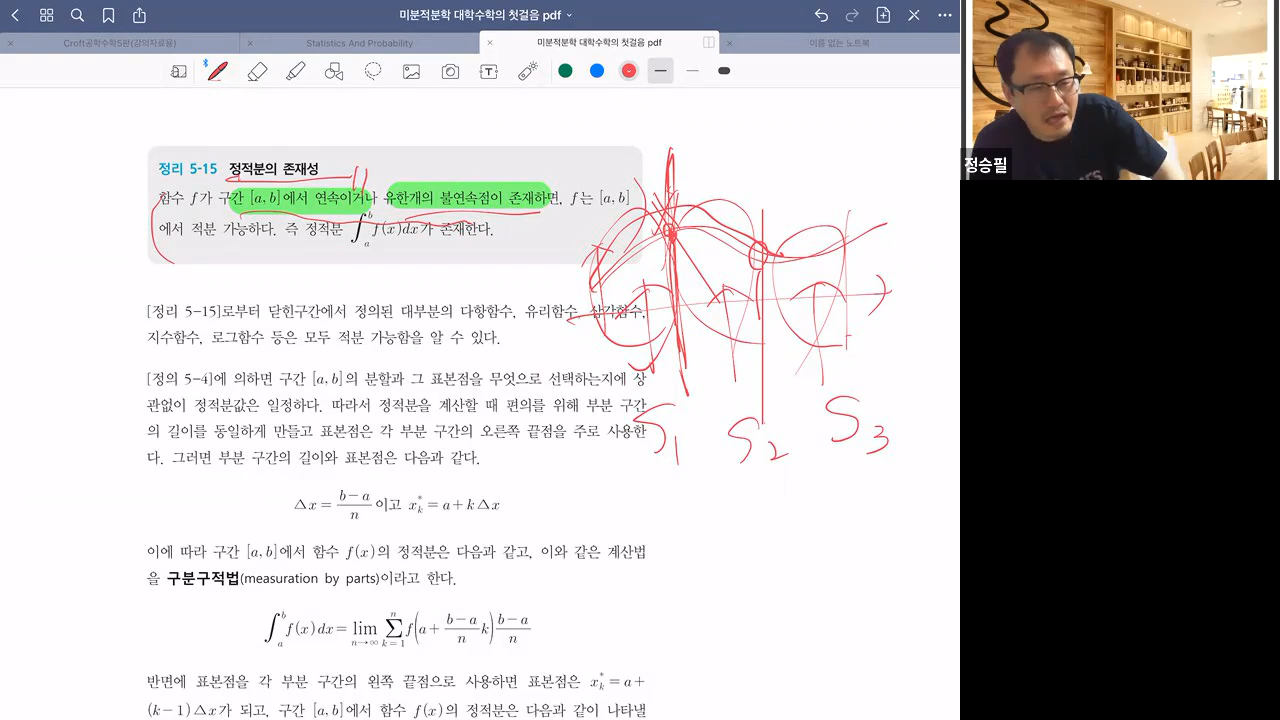 미분적분학 대학수학의 첫걸음 pdf
Croft공학수학5판(강의자료용)
Statistics And Probability
미분적분학 대학수학의 첫걸음 pdf
이름 없는 노트북
정리 5-15 정적분의 존재성
함수 f가 구간 [a, b]에서 연속이거나 유한개의 불연속점이 존재하면, f는 [a, b]
에서 적분 가능하다. 즉 정적분 ∫_a^b f(x)dx가 존재한다.
[정리 5-15]로부터 닫힌구간에서 정의된 대부분의 다항함수, 유리함수, 삼각함수,
지수함수, 로그함수 등은 모두 적분 가능함을 알 수 있다.
[정의 5-4]에 의하면 구간 [a, b]의 분할과 그 표본점을 무엇으로 선택하는지에 상
관없이 정적분값은 일정하다. 따라서 정적분을 계산할 때 편의를 위해 부분 구간
의 길이를 동일하게 만들고 표본점은 각 부분 구간의 오른쪽 끝점을 주로 사용한
다. 그러면 부분 구간의 길이와 표본점은 다음과 같다.
Δx = (b-a)/n 이고 x_k^* = a + kΔx
이에 따라 구간 [a, b]에서 함수 f(x)의 정적분은 다음과 같고, 이와 같은 계산법
을 구분구적법(measuration by parts)이라고 한다.
∫_a^b f(x)dx = lim_{n→∞} ∑_{k=1}^n f(a + (b-a)/n k) (b-a)/n
반면에 표본점을 각 부분 구간의 왼쪽 끝점으로 사용하면 표본점은 x_k^* = a +
(k-1)Δx가 되고, 구간 [a, b]에서 함수 f(x)의 정적분은 다음과 같이 나타낼
S1
S2
S3
정승필